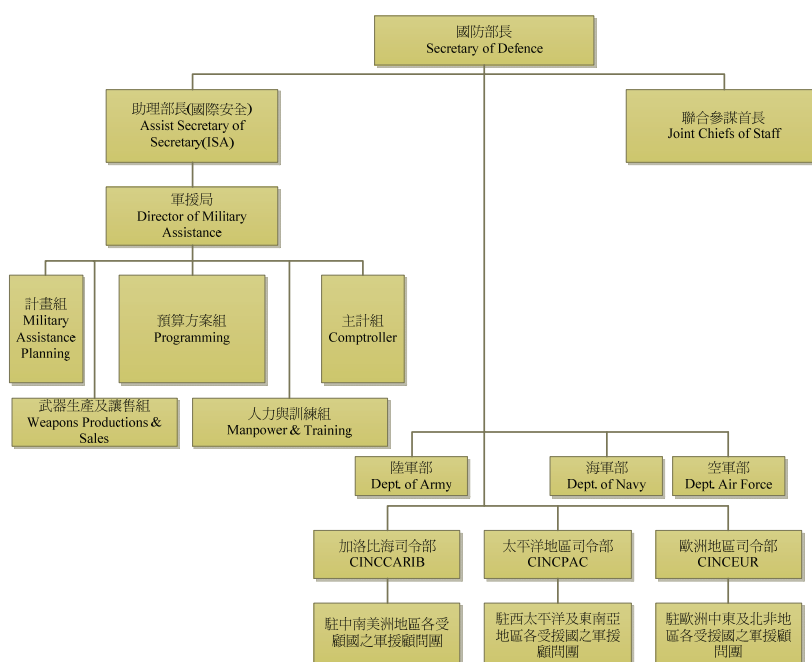 國防部長
Secretary of Defence
助理部長(國際安全)
Assist Secretary of
Secretary(ISA)
聯合參謀首長
Joint Chiefs of Staff
軍援局
Director of Military
Assistance
計畫組
Military
Assistance
Planning
預算方案組
Programming
主計組
Comptroller
武器生產及讓售組
Weapons Productions &
Sales
人力與訓練組
Manpower & Training
陸軍部
Dept. of Army
海軍部
Dept. of Navy
空軍部
Dept. Air Force
加洛比海司令部
CINCCARIB
太平洋地區司令部
CINCPAC
歐洲地區司令部
CINCEUR
駐中南美洲地區各受
顧國之軍援顧問團
駐西太平洋及東南亞
地區各受援國之軍援
顧問團
駐歐洲中東及北非地
區各受援國之軍援顧
問團